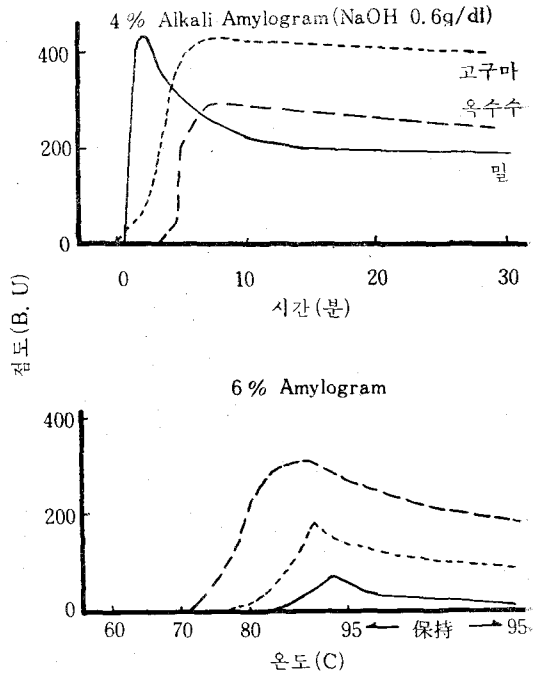 4% Alkali Amylogram (NaOH 0.6g/dl)
400
200
0
고구마
옥수수
밀
0 10 20 30
시간(분)
점도(B. U)
6% Amylogram
400
200
0
60 70 80 95 ← 保持 → 95
온도(C)